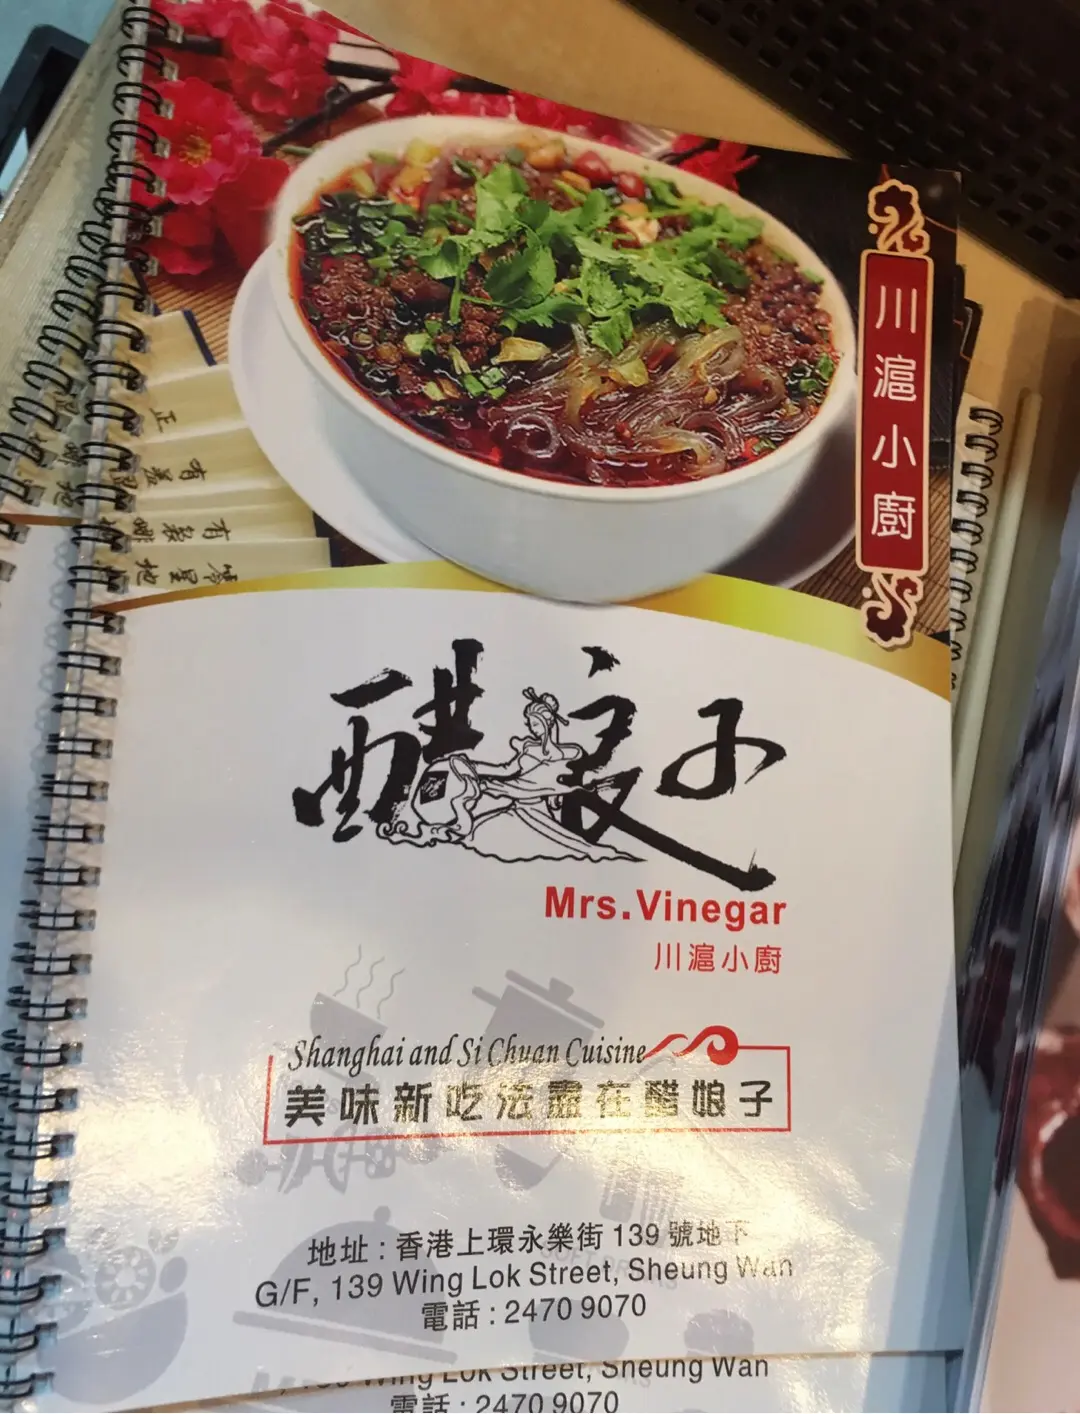 川滬小廚
醋娘子
Mrs.Vinegar
川滬小廚
Shanghai and Si Chuan Cuisine
美味新吃法盡在醋娘子
地址 : 香港上環永樂街 139 號地下
G/F, 139 Wing Lok Street, Sheung Wan
電話 : 2470 9070
Wing Lok Street, Sheung Wan
電話 : 2470 9070